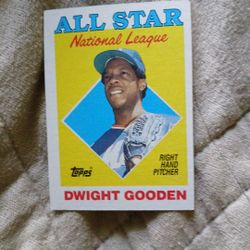 ALL STAR
National League
RIGHT
HAND
PITCHER
Topps
DWIGHT GOODEN